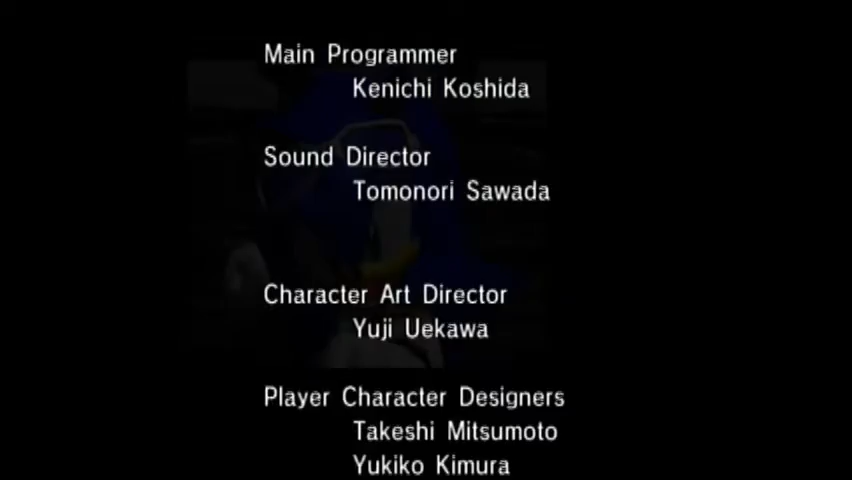 Main Programmer
Kenichi Koshida
Sound Director
Tomonori Sawada
Character Art Director
Yuji Uekawa
Player Character Designers
Takeshi Mitsumoto
Yukiko Kimura